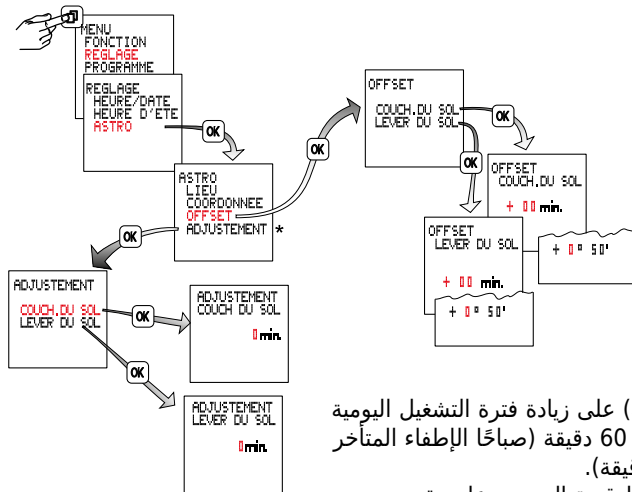 MENU
FONCTION
REGLAGE
PROGRAMME
REGLAGE
HEURE/DATE
HEURE D'ETE
ASTRO
OK
ASTRO
LIEU
COORDONNEE
OFFSET
ADJUSTEMENT *
OK
OFFSET
COUCH.DU SOL
LEVER DU SOL
OK
OK
OFFSET
COUCH.DU SOL
+ 00 min.
+ 0° 50'
OFFSET
LEVER DU SOL
+ 00 min.
+ 0° 50'
OK
ADJUSTEMENT
COUCH.DU SOL
LEVER DU SOL
OK
ADJUSTEMENT
COUCH DU SOL
0 min.
OK
ADJUSTEMENT
LEVER DU SOL
0 min.
) على زيادة فترة التشغيل اليومية
60 دقيقة (صباحًا الإطفاء المتأخر